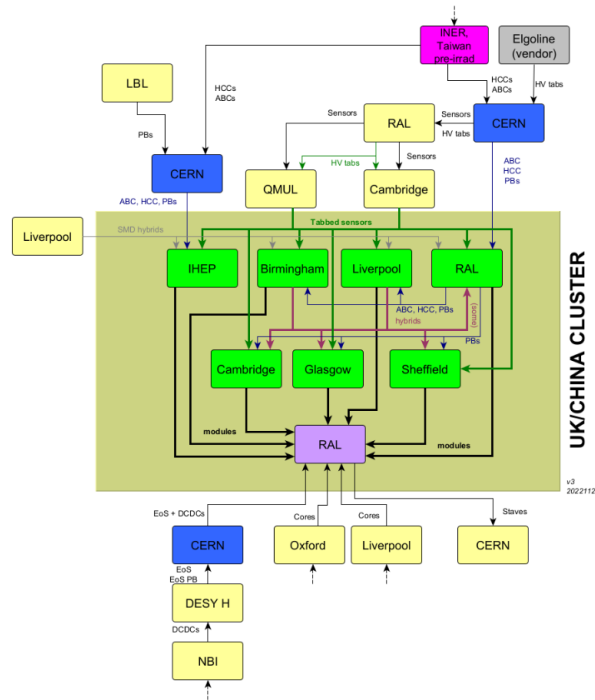 INER,
Taiwan
pre-irrad
Elgoline
(vendor)
LBL
HCCs
ABCs
HCCs
ABCs
HV tabs
PBs
Sensors
RAL
Sensors
HV tabs
CERN
CERN
HV tabs
Sensors
ABC
HCC
PBs
QMUL
Cambridge
ABC, HCC, PBs
Liverpool
Tabbed sensors
SMD hybrids
IHEP
Birmingham
Liverpool
RAL
ABC, HCC, PBs
(some)
hybrids
PBs
Cambridge
Glasgow
Sheffield
UK/CHINA CLUSTER
modules
RAL
modules
v3
2022112
EoS + DCDCs
Cores
Cores
Staves
CERN
Oxford
Liverpool
CERN
EoS
EoS PB
DESY H
DCDCs
NBI